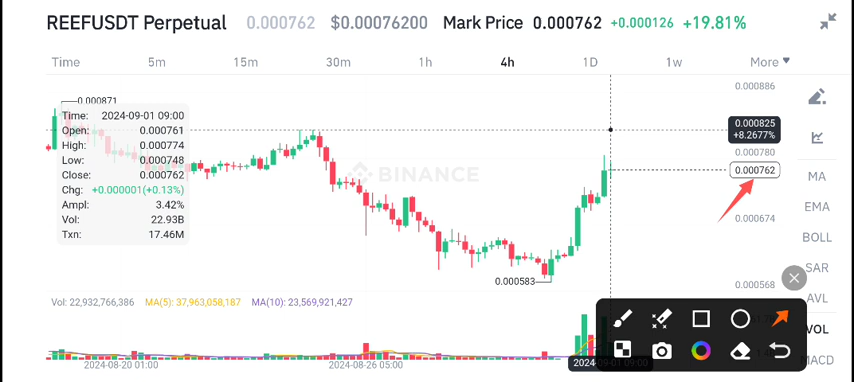 REEFUSDT Perpetual 0.000762 $0.00076200 Mark Price 0.000762 +0.000126 +19.81%
Time 5m 15m 30m 1h 4h 1D 1w More
0.000886
0.000871
Time: 2024-09-01 09:00
Open: 0.000761
High: 0.000774
Low: 0.000748
Close: 0.000762
Chg: +0.000001(+0.13%)
Ampl: 3.42%
Vol: 22.93B
Txn: 17.46M
0.000825
+8.2677%
0.000780
0.000762
BINANCE
MA
EMA
0.000674
BOLL
SAR
0.000583
0.000568
AVL
Vol: 22,932,766,386 MA(5): 37,963,058,187 MA(10): 23,569,921,427
VOL
MACD
2024-08-20 01:00 2024-08-26 05:00 2024-09-01 09:00